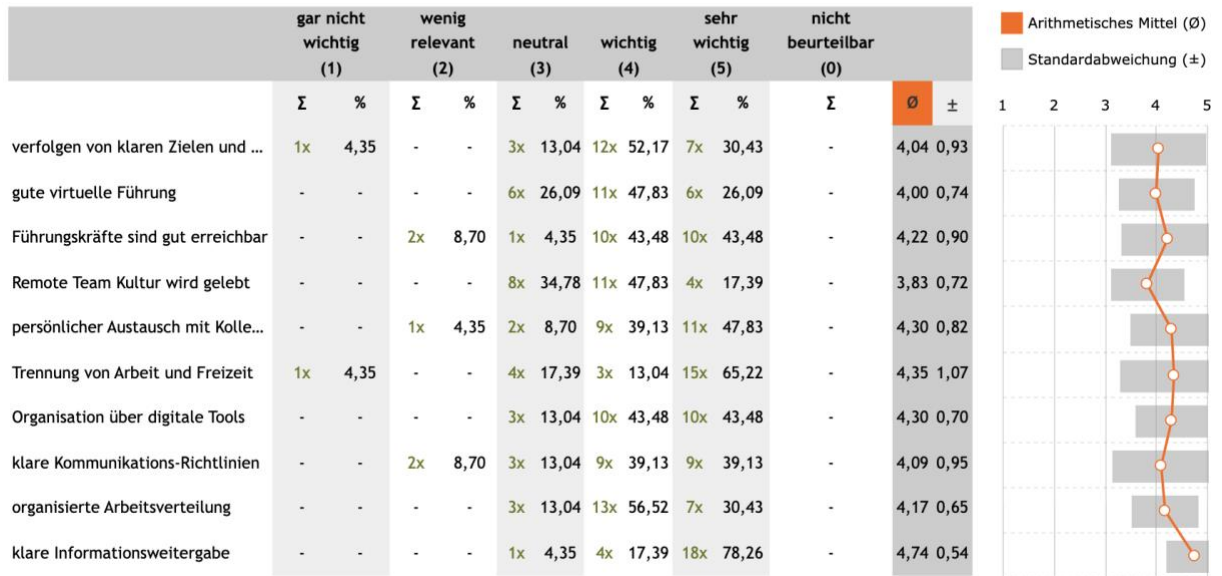 gar nicht wichtig (1) wenig relevant (2) neutral (3) wichtig (4) sehr wichtig (5) nicht beurteilbar (0)
Arithmetisches Mittel (Ø)
Standardabweichung (±)
Σ % Σ % Σ % Σ % Σ % Σ Ø ± 1 2 3 4 5
verfolgen von klaren Zielen und ... 1x 4,35 - - 3x 13,04 12x 52,17 7x 30,43 - 4,04 0,93
gute virtuelle Führung - - - - 6x 26,09 11x 47,83 6x 26,09 - 4,00 0,74
Führungskräfte sind gut erreichbar - - 2x 8,70 1x 4,35 10x 43,48 10x 43,48 - 4,22 0,90
Remote Team Kultur wird gelebt - - - - 8x 34,78 11x 47,83 4x 17,39 - 3,83 0,72
persönlicher Austausch mit Kolle... - - 1x 4,35 2x 8,70 9x 39,13 11x 47,83 - 4,30 0,82
Trennung von Arbeit und Freizeit 1x 4,35 - - 4x 17,39 3x 13,04 15x 65,22 - 4,35 1,07
Organisation über digitale Tools - - - - 3x 13,04 10x 43,48 10x 43,48 - 4,30 0,70
klare Kommunikations-Richtlinien - - 2x 8,70 3x 13,04 9x 39,13 9x 39,13 - 4,09 0,95
organisierte Arbeitsverteilung - - - - 3x 13,04 13x 56,52 7x 30,43 - 4,17 0,65
klare Informationsweitergabe - - - - 1x 4,35 4x 17,39 18x 78,26 - 4,74 0,54